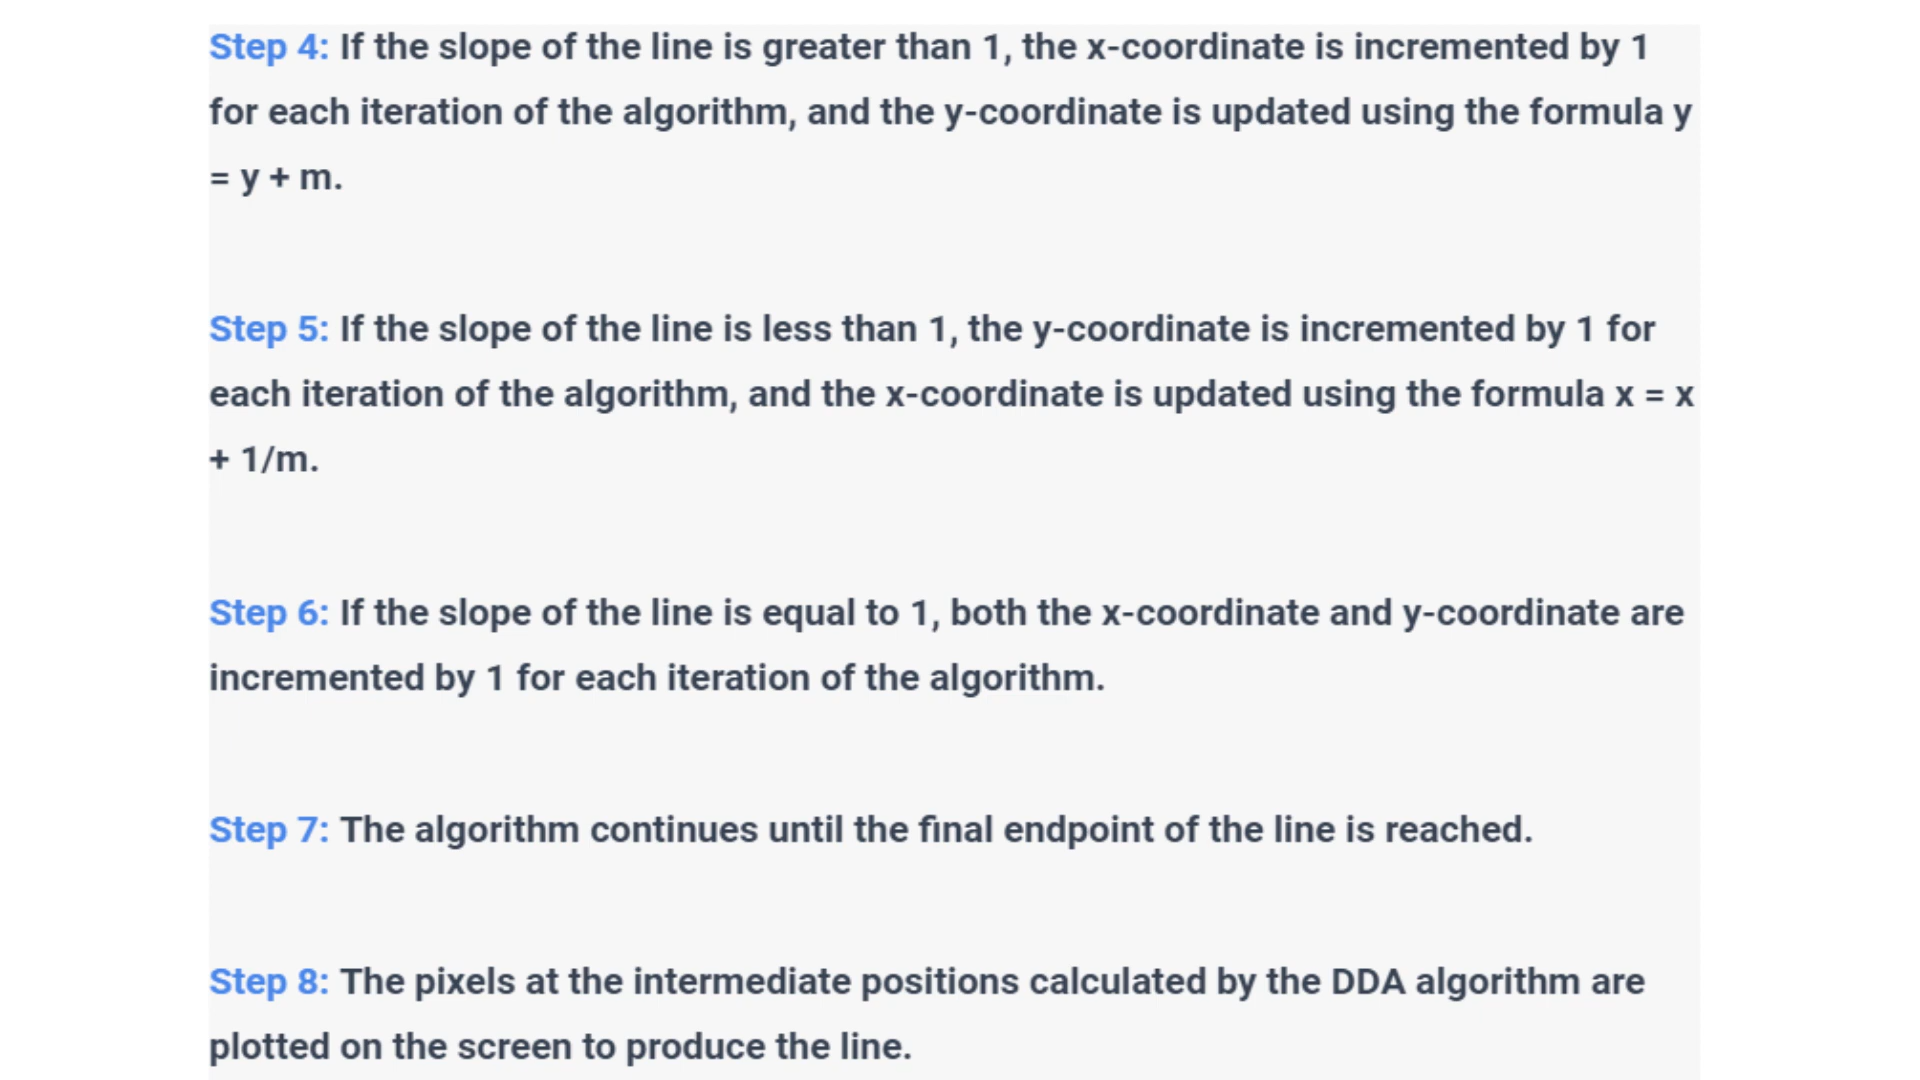 Step 4: If the slope of the line is greater than 1, the x-coordinate is incremented by 1
for each iteration of the algorithm, and the y-coordinate is updated using the formula y
= y + m.
Step 5: If the slope of the line is less than 1, the y-coordinate is incremented by 1 for
each iteration of the algorithm, and the x-coordinate is updated using the formula x = x
+ 1/m.
Step 6: If the slope of the line is equal to 1, both the x-coordinate and y-coordinate are
incremented by 1 for each iteration of the algorithm.
Step 7: The algorithm continues until the final endpoint of the line is reached.
Step 8: The pixels at the intermediate positions calculated by the DDA algorithm are
plotted on the screen to produce the line.